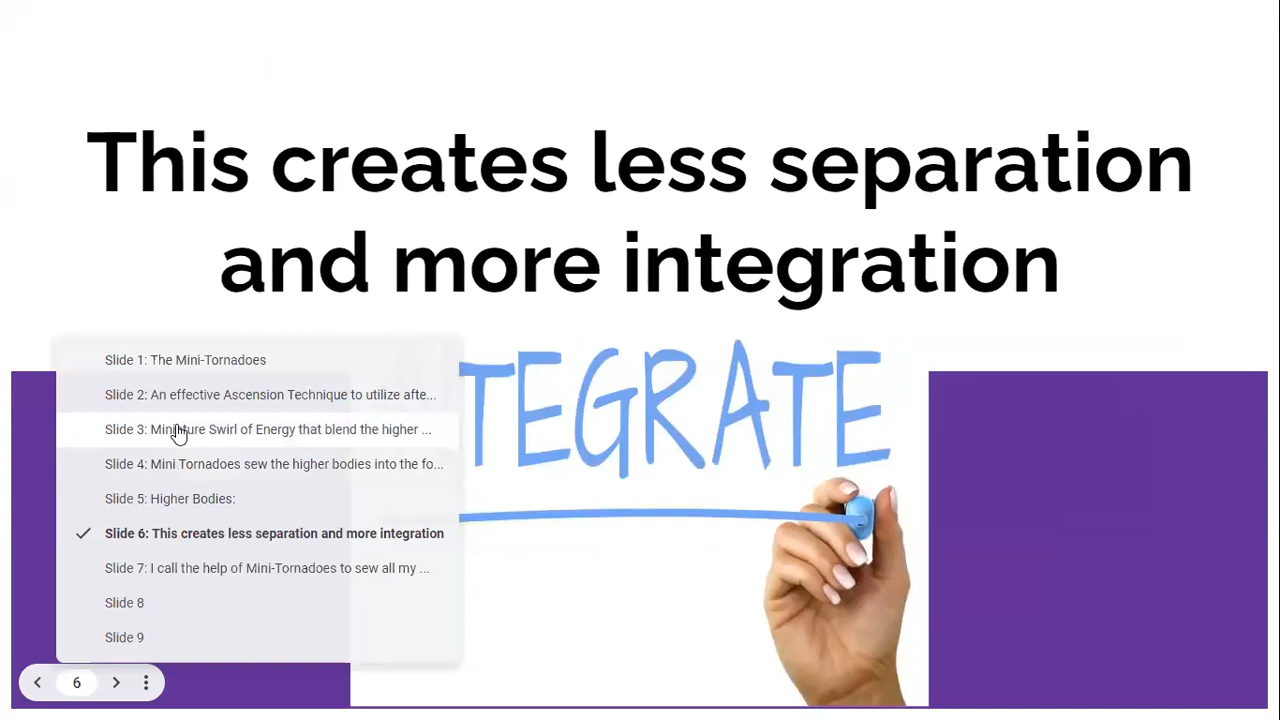 This creates less separation
and more integration
TEGRATE
Slide 1: The Mini-Tornadoes
Slide 2: An effective Ascension Technique to utilize afte...
Slide 3: Miniture Swirl of Energy that blend the higher ...
Slide 4: Mini Tornadoes sew the higher bodies into the fo...
Slide 5: Higher Bodies:
Slide 6: This creates less separation and more integration
Slide 7: I call the help of Mini-Tornadoes to sew all my ...
Slide 8
Slide 9
6